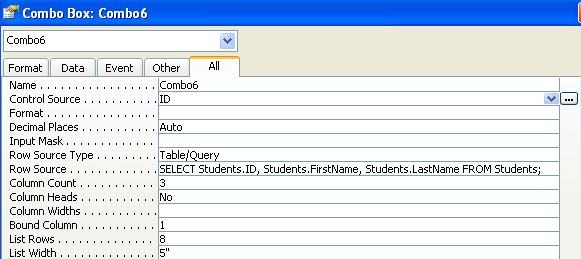 Combo Box: Combo6
Combo6
Format Data Event Other All
Name . . . . . . . . . . . . . . . . . . . Combo6
Control Source . . . . . . . . . . . ID ...
Format . . . . . . . . . . . . . . . . . .
Decimal Places . . . . . . . . . . . Auto
Input Mask . . . . . . . . . . . . . .
Row Source Type . . . . . . . . . Table/Query
Row Source . . . . . . . . . . . . . . SELECT Students.ID, Students.FirstName, Students.LastName FROM Students;
Column Count . . . . . . . . . . . . 3
Column Heads . . . . . . . . . . . . No
Column Widths . . . . . . . . . . .
Bound Column . . . . . . . . . . . . 1
List Rows . . . . . . . . . . . . . . . . 8
List Width . . . . . . . . . . . . . . . 5"